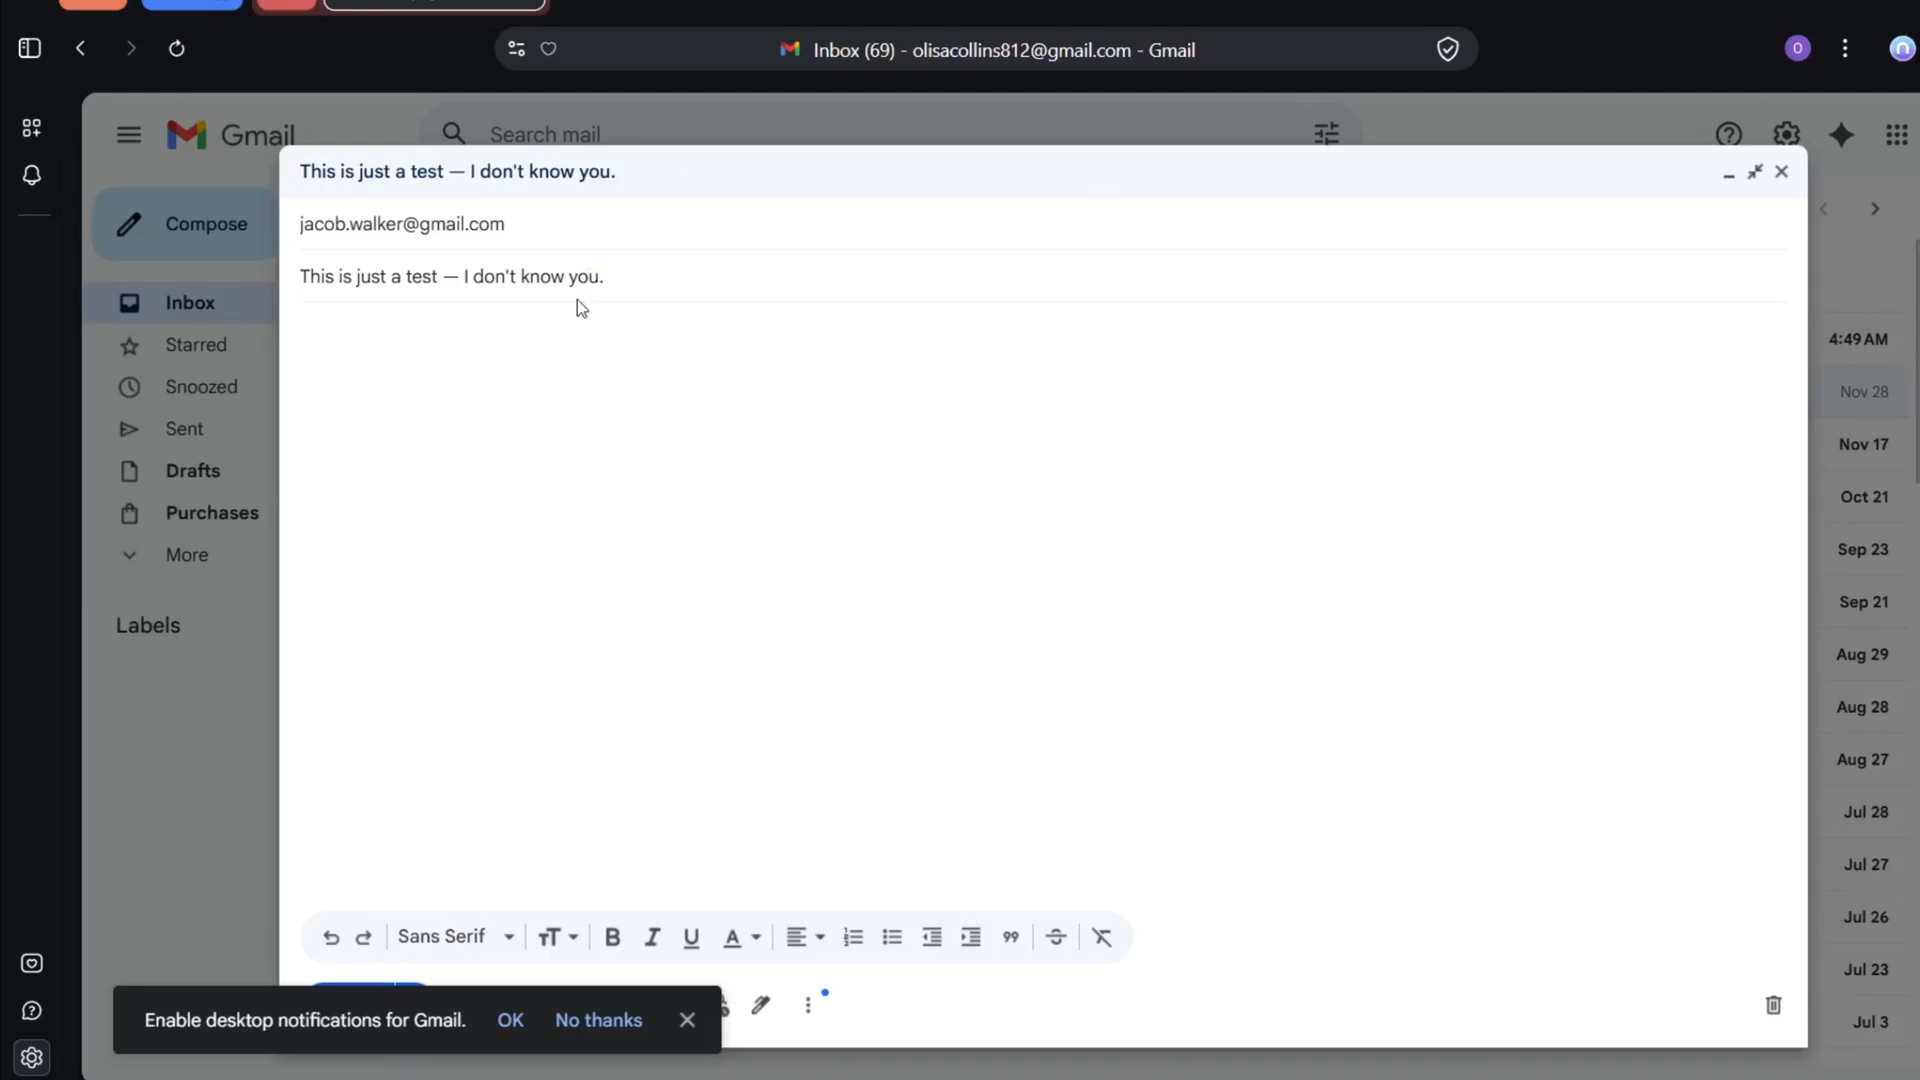 Inbox (69) - olisacollins812@gmail.com - Gmail
O
Gmail
Search mail
Compose
This is just a test — I don't know you.
jacob.walker@gmail.com
This is just a test — I don't know you.
Inbox
Starred
Snoozed
Sent
Drafts
Purchases
More
Labels
4:49 AM
Nov 28
Nov 17
Oct 21
Sep 23
Sep 21
Aug 29
Aug 28
Aug 27
Jul 28
Jul 27
Jul 26
Jul 23
Jul 3
Sans Serif
Enable desktop notifications for Gmail. OK No thanks